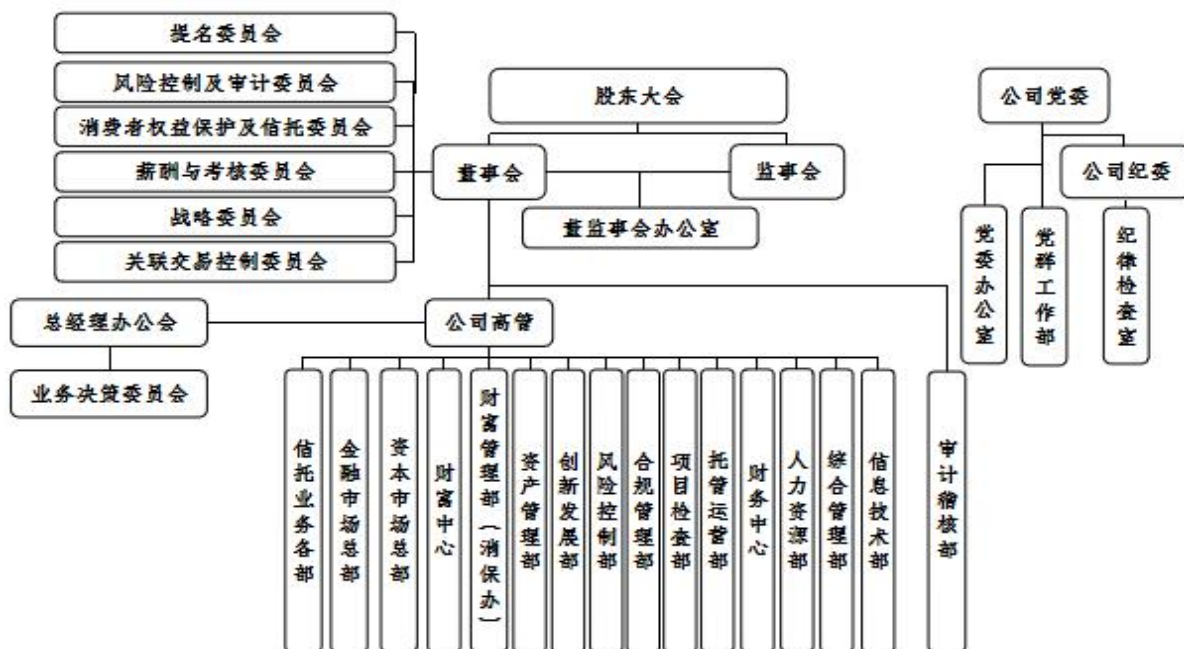 提名委员会
风险控制及审计委员会
消费者权益保护及信托委员会
薪酬与考核委员会
战略委员会
关联交易控制委员会
股东大会
董事会
监事会
董监事会办公室
公司党委
公司纪委
党委办公室
党群工作部
纪律检查室
总经理办公会
公司高管
业务决策委员会
信托业务各部
金融市场总部
资本市场总部
财富中心
财富管理部（消保办）
资产管理部
创新发展部
风险控制部
合规管理部
项目检查部
托管运营部
财务中心
人力资源部
综合管理部
信息技术部
审计稽核部